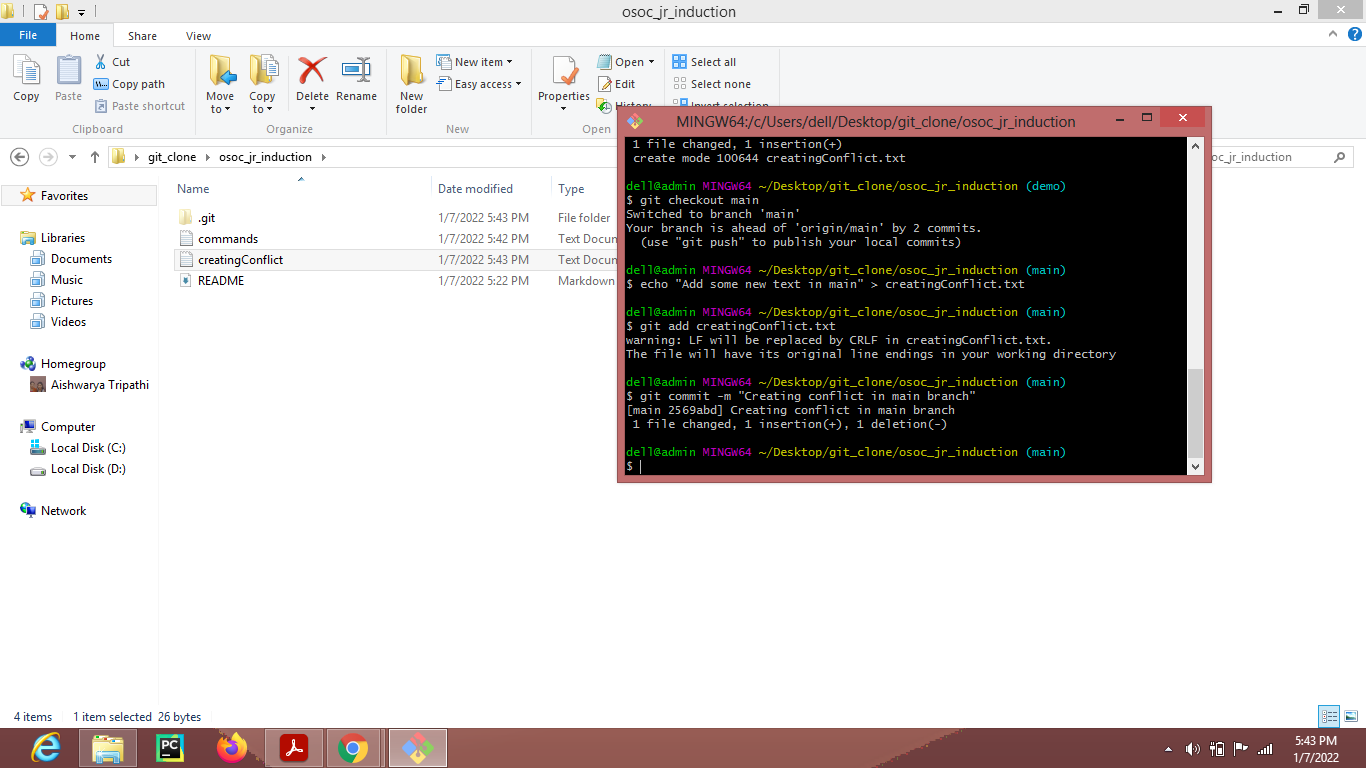 osoc_jr_induction
File Home Share View
Copy
Paste
Cut
Copy path
Paste shortcut
Clipboard
Move to
Copy to
Delete
Rename
Organize
New folder
New item
Easy access
New
Properties
Open
Edit
History
Open
Select all
Select none
Invert selection
git_clone osoc_jr_induction
oc_jr_induction
Favorites
Libraries
Documents
Music
Pictures
Videos
Homegroup
Aishwarya Tripathi
Computer
Local Disk (C:)
Local Disk (D:)
Network
Name Date modified Type
.git 1/7/2022 5:43 PM File folder
commands 1/7/2022 5:42 PM Text Docun
creatingConflict 1/7/2022 5:43 PM Text Docun
README 1/7/2022 5:22 PM Markdown
MINGW64:/c/Users/dell/Desktop/git_clone/osoc_jr_induction
1 file changed, 1 insertion(+)
create mode 100644 creatingConflict.txt
dell@admin MINGW64 ~/Desktop/git_clone/osoc_jr_induction (demo)
$ git checkout main
Switched to branch 'main'
Your branch is ahead of 'origin/main' by 2 commits.
(use "git push" to publish your local commits)
dell@admin MINGW64 ~/Desktop/git_clone/osoc_jr_induction (main)
$ echo "Add some new text in main" > creatingConflict.txt
dell@admin MINGW64 ~/Desktop/git_clone/osoc_jr_induction (main)
$ git add creatingConflict.txt
warning: LF will be replaced by CRLF in creatingConflict.txt.
The file will have its original line endings in your working directory
dell@admin MINGW64 ~/Desktop/git_clone/osoc_jr_induction (main)
$ git commit -m "Creating conflict in main branch"
[main 2569abd] Creating conflict in main branch
1 file changed, 1 insertion(+), 1 deletion(-)
dell@admin MINGW64 ~/Desktop/git_clone/osoc_jr_induction (main)
$
4 items 1 item selected 26 bytes
PC
5:43 PM
1/7/2022